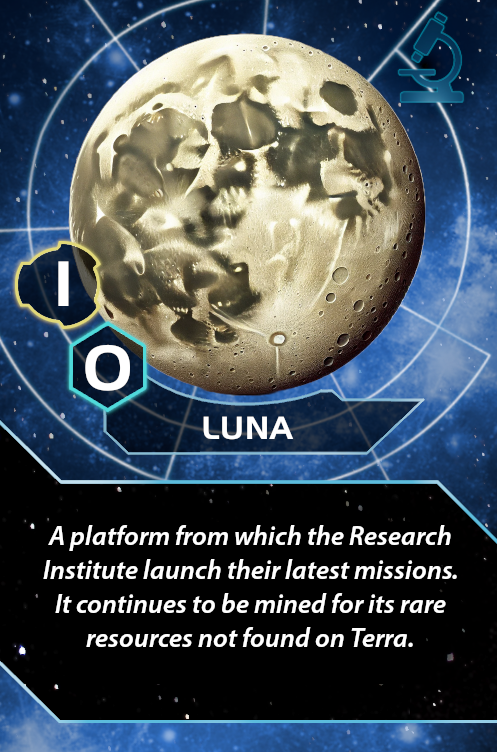 I
O
LUNA
A platform from which the Research
Institute launch their latest missions.
It continues to be mined for its rare
resources not found on Terra.